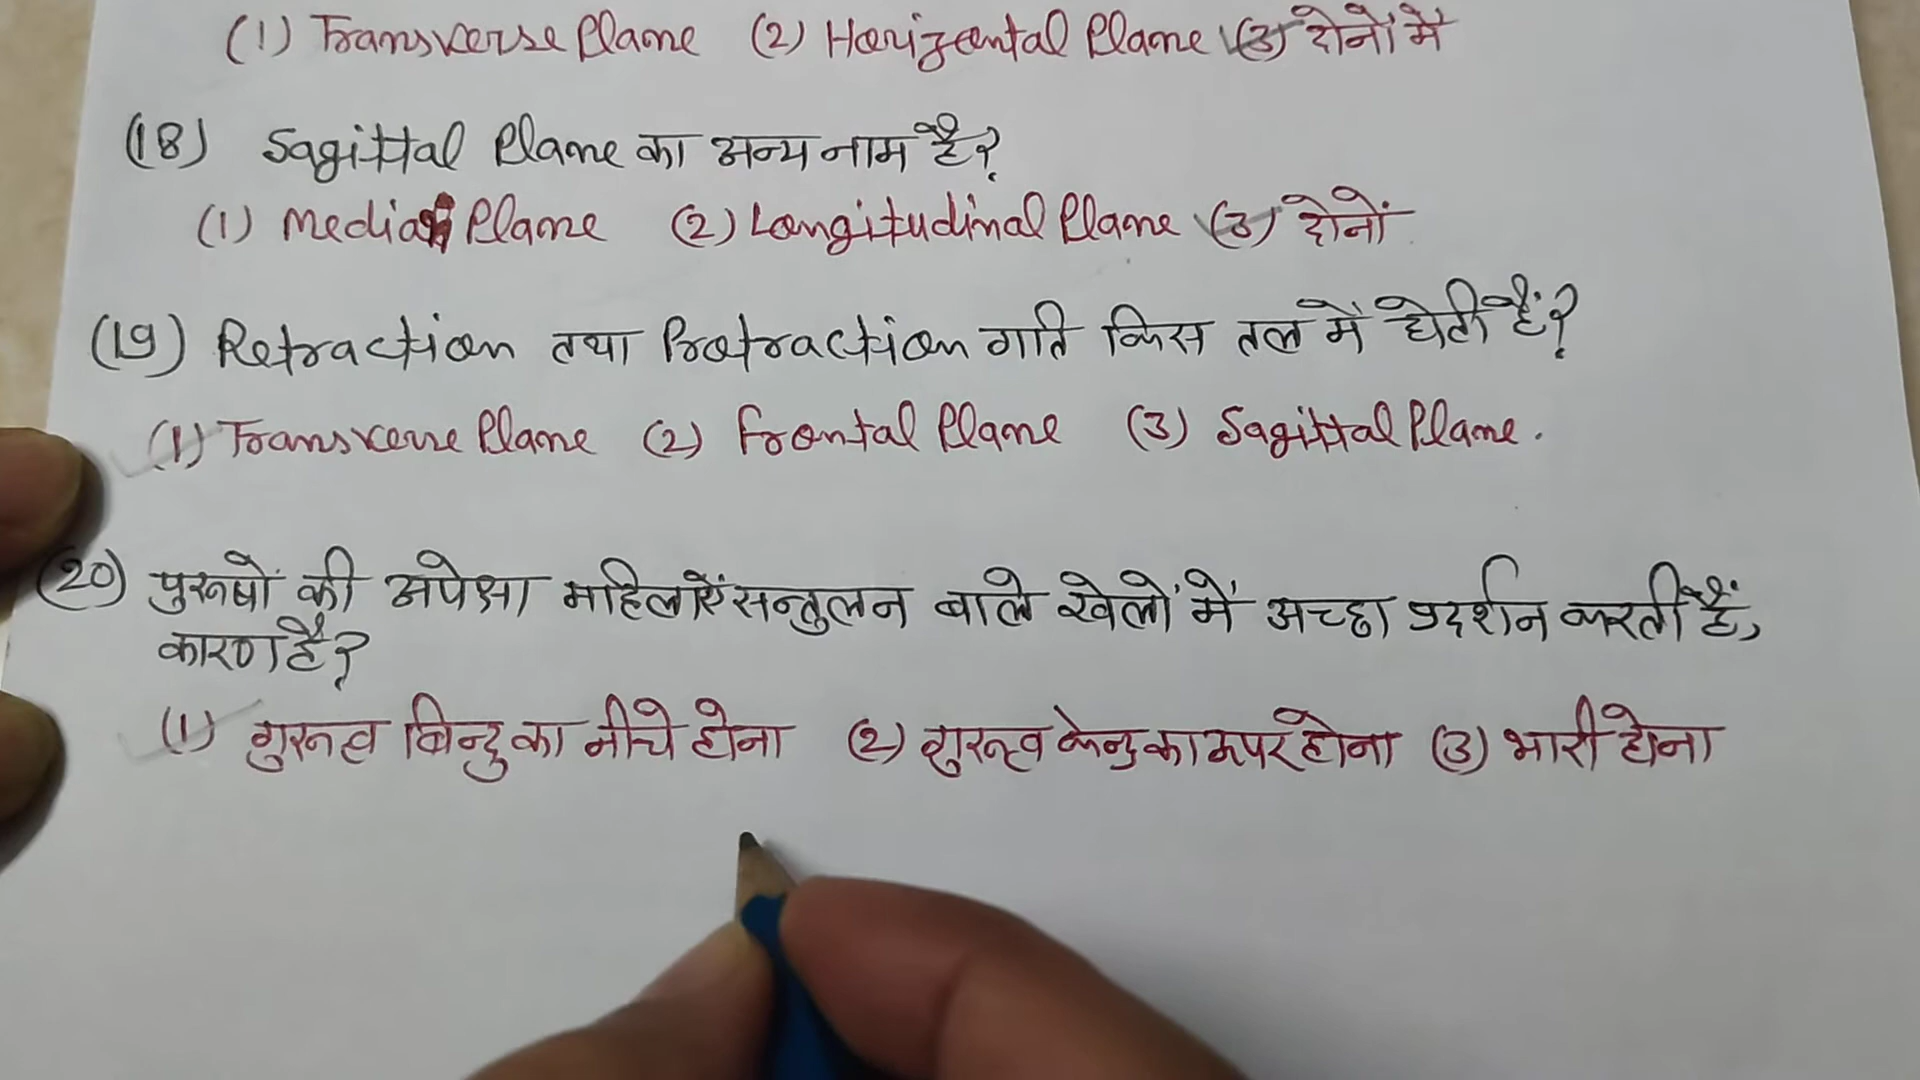 (1) Transverse Plane (2) Horizontal Plane (3) दोनों में
(18) Sagittal Plane का अन्य नाम है?
(1) Median Plane (2) Longitudinal Plane (3) दोनों
(19) Retraction तथा Protraction गति किस तल में होती हैं?
(1) Transverse Plane (2) Frontal Plane (3) Sagittal Plane.
(20) पुरूषों की अपेक्षा महिलाऐं सन्तुलन वाले खेलों में अच्छा प्रदर्शन करती हैं,
कारण है?
(1) गुरूत्व बिन्दु का नीचे होना (2) गुरूत्व केन्द्र का ऊपर होना (3) भारी होना